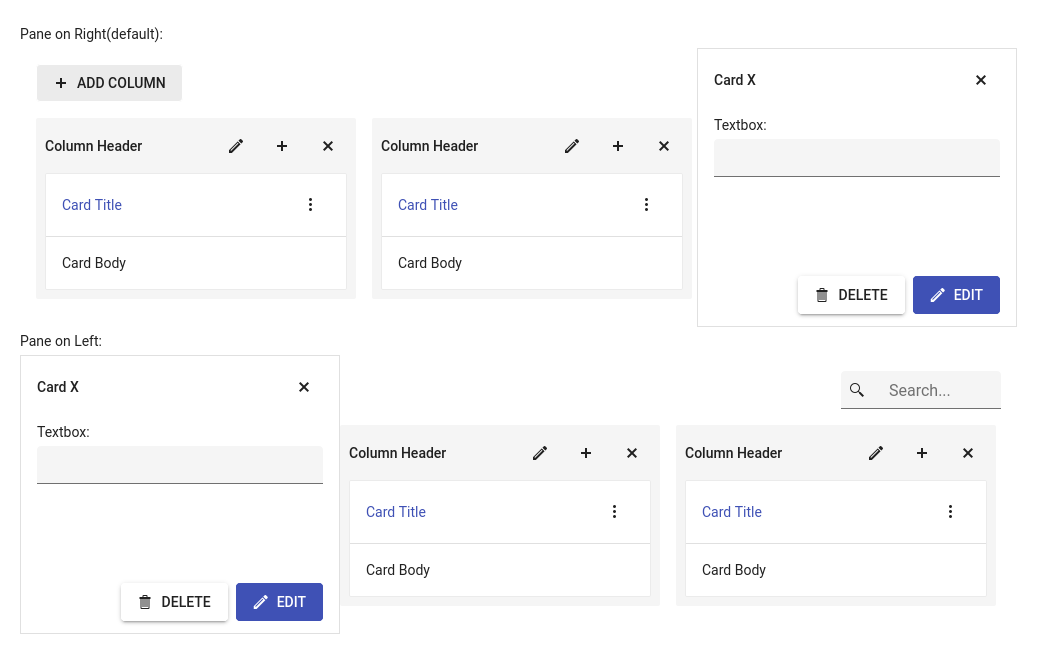 Pane on Right(default):
ADD COLUMN
Column Header
Card Title
Card Body
Column Header
Card Title
Card Body
Card X
Textbox:
DELETE
EDIT
Pane on Left:
Card X
Textbox:
DELETE
EDIT
Search...
Column Header
Card Title
Card Body
Column Header
Card Title
Card Body